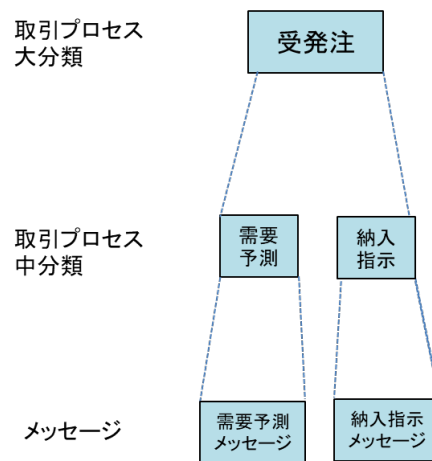 取引プロセス
大分類
受発注
取引プロセス
中分類
需要
予測
納入
指示
メッセージ
需要予測
メッセージ
納入指示
メッセージ